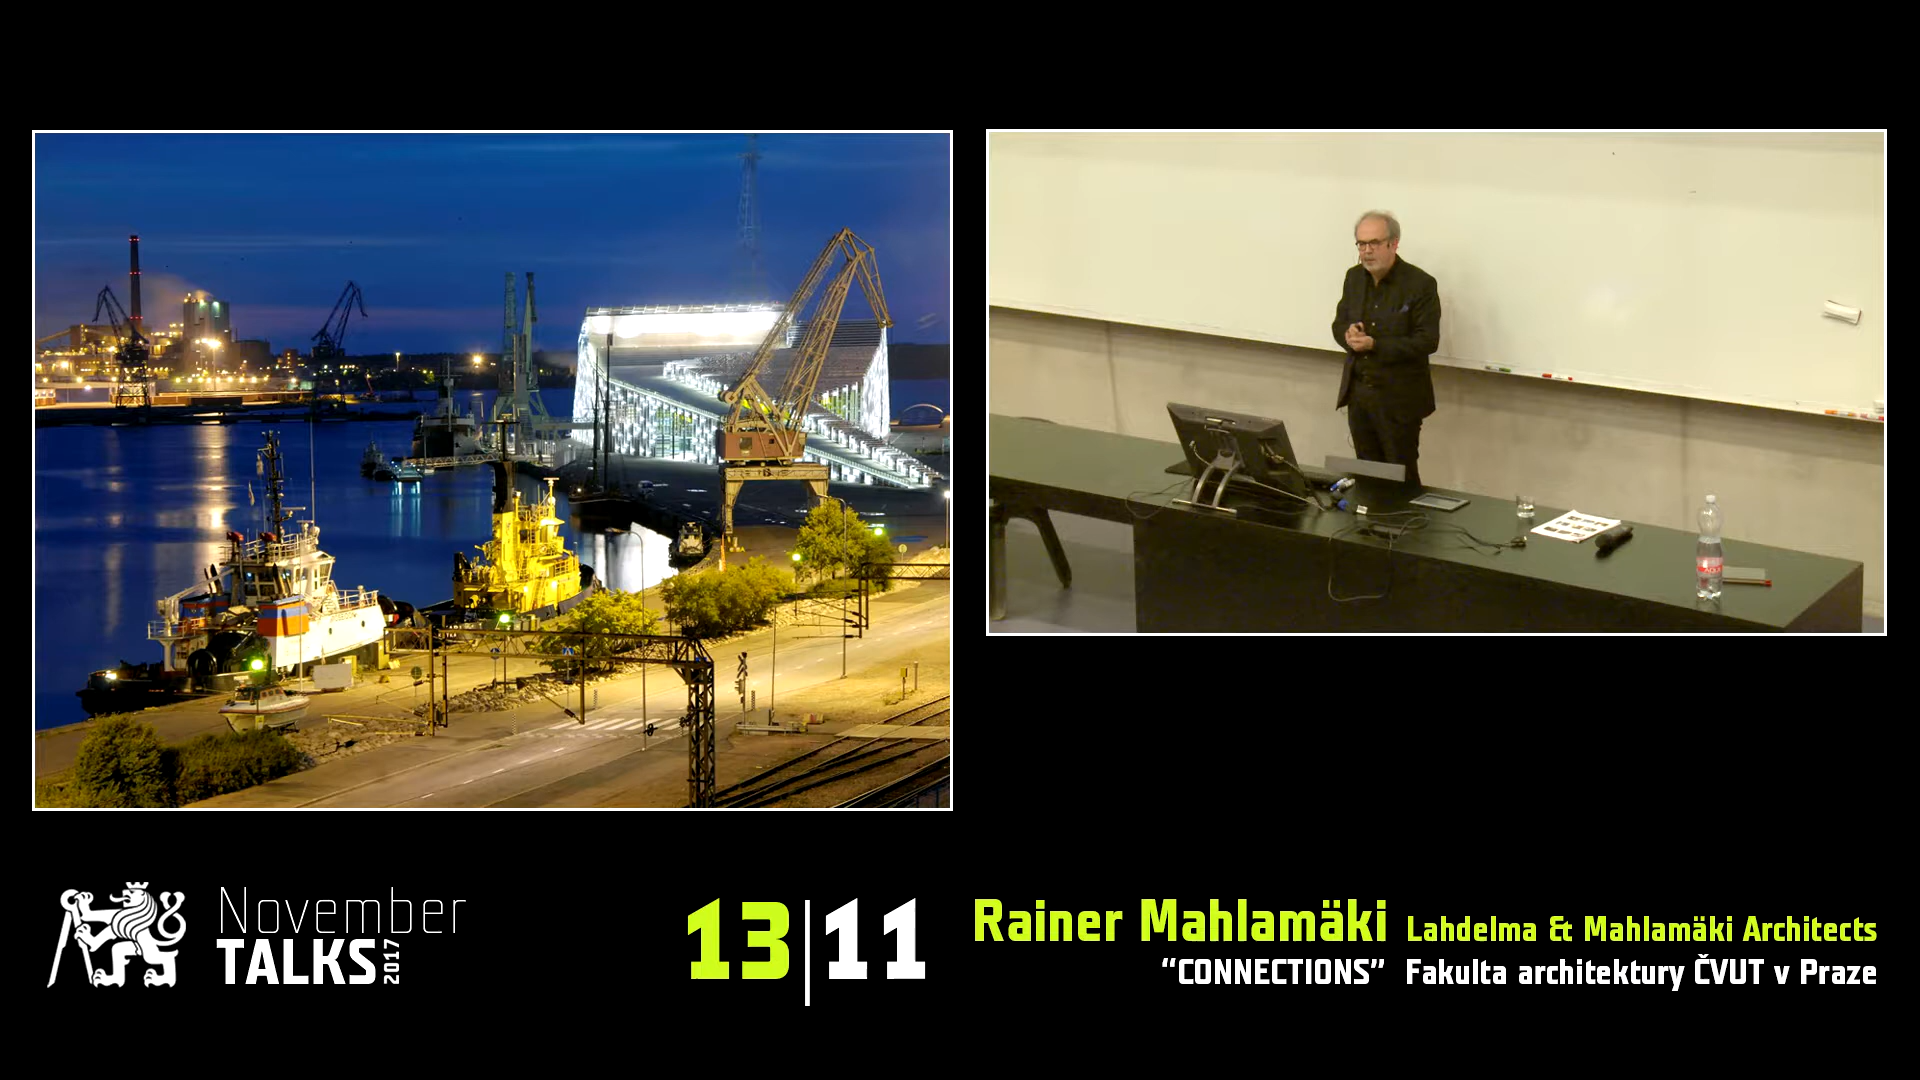 November
TALKS 2017
13|11
Rainer Mahlamäki Lahdelma & Mahlamäki Architects
"CONNECTIONS" Fakulta architektury ČVUT v Praze